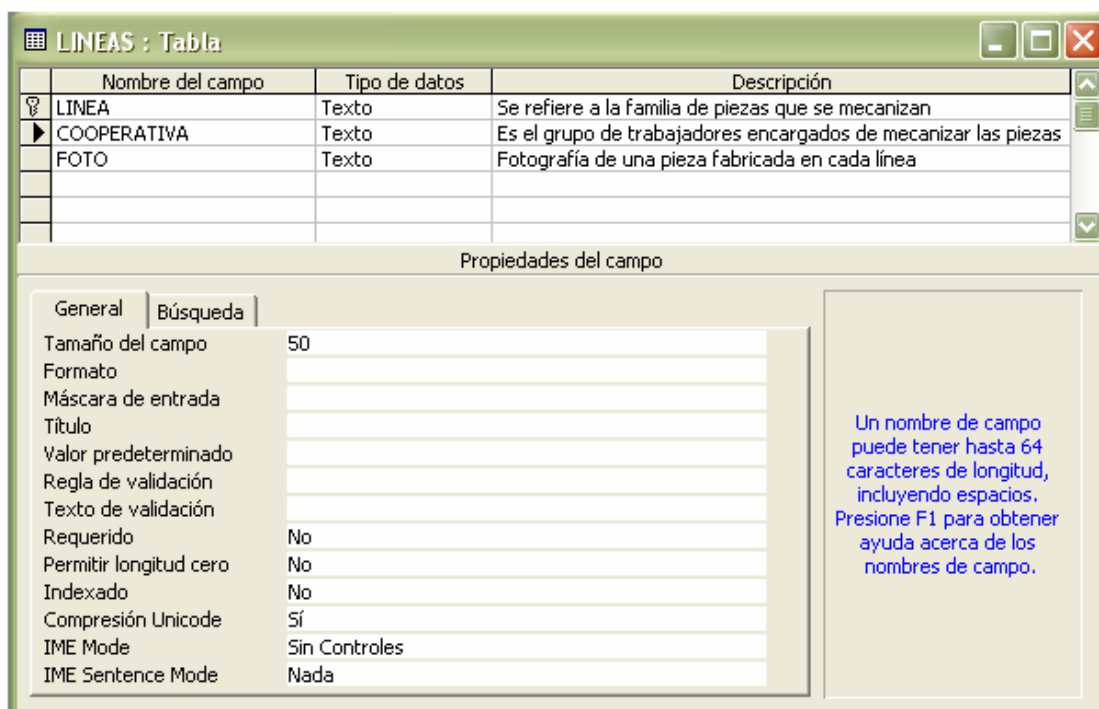 LINEAS : Tabla
Nombre del campo Tipo de datos Descripción
LINEA Texto Se refiere a la familia de piezas que se mecanizan
COOPERATIVA Texto Es el grupo de trabajadores encargados de mecanizar las piezas
FOTO Texto Fotografía de una pieza fabricada en cada línea
Propiedades del campo
General Búsqueda
Tamaño del campo 50
Formato
Máscara de entrada
Título
Valor predeterminado
Regla de validación
Texto de validación
Requerido No
Permitir longitud cero No
Indexado No
Compresión Unicode Sí
IME Mode Sin Controles
IME Sentence Mode Nada
Un nombre de campo
puede tener hasta 64
caracteres de longitud,
incluyendo espacios.
Presione F1 para obtener
ayuda acerca de los
nombres de campo.